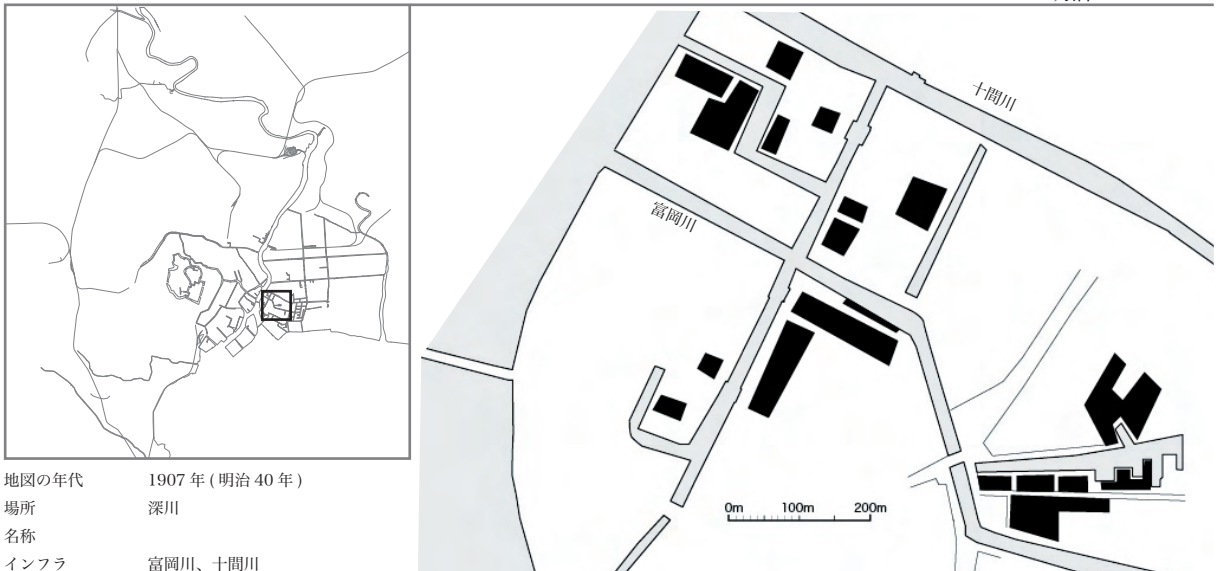 十間川
富岡川
0m 100m 200m
地図の年代 1907 年 ( 明治 40 年 )
場所 深川
名称
インフラ 富岡川、十間川